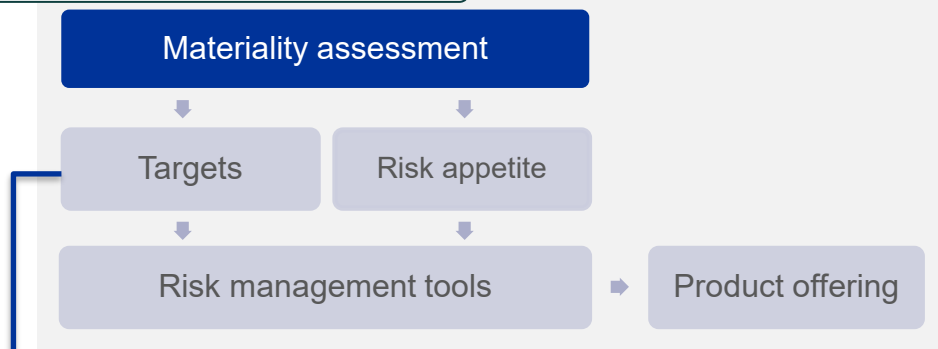 Materiality assessment
Targets
Risk appetite
Risk management tools
Product offering